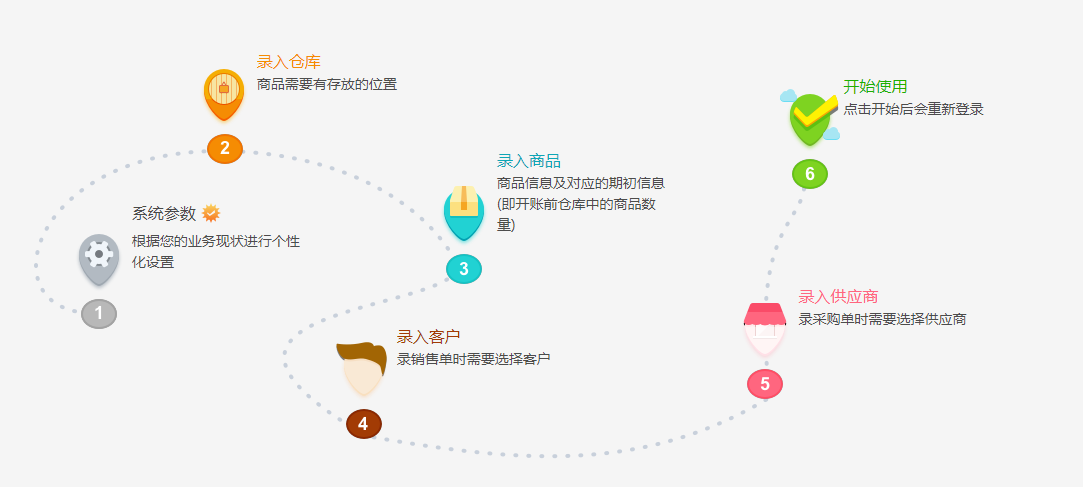 系统参数
根据您的业务现状进行个性
化设置
1
录入仓库
商品需要有存放的位置
2
录入商品
商品信息及对应的期初信息
(即开账前仓库中的商品数
量)
3
录入客户
录销售单时需要选择客户
4
录入供应商
录采购单时需要选择供应商
5
开始使用
点击开始后会重新登录
6